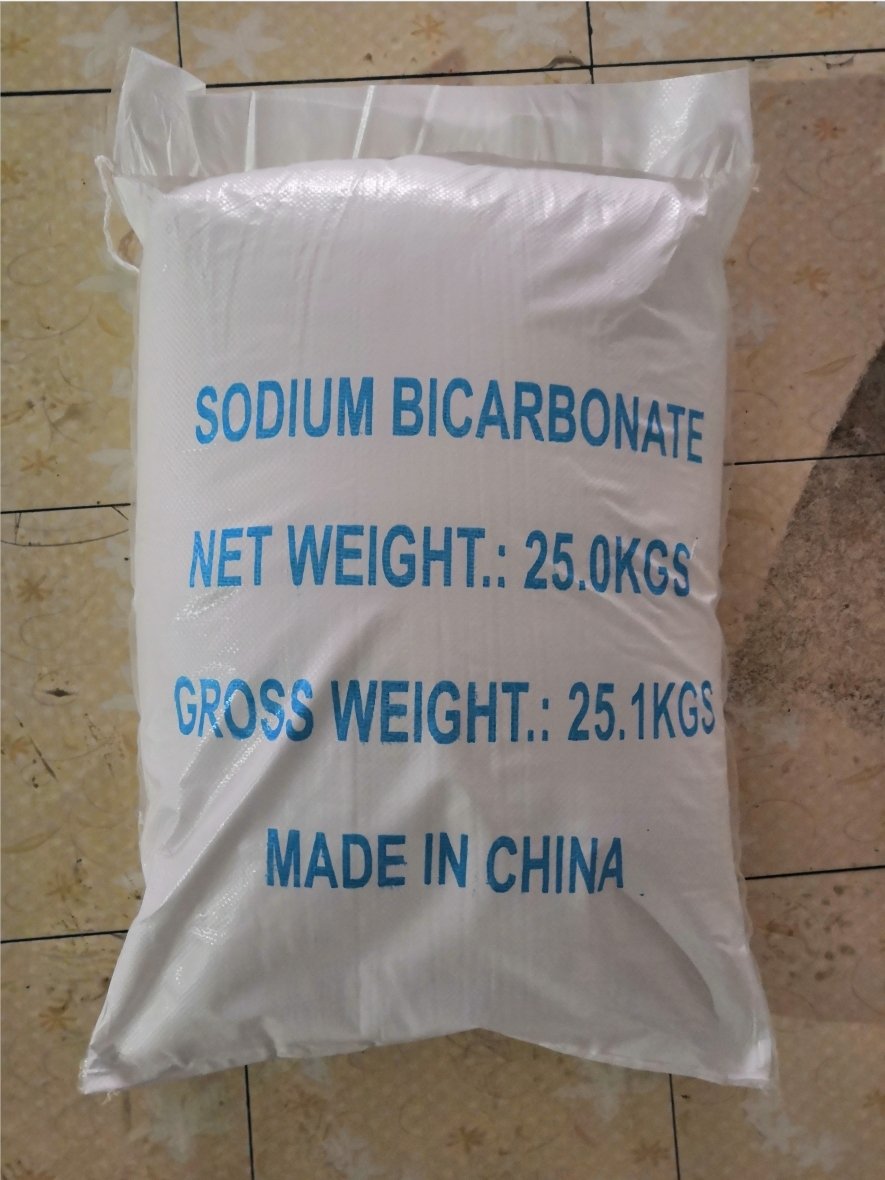 SODIUM BICARBONATE
NET WEIGHT.: 25.0KGS
GROSS WEIGHT.: 25.1KGS
MADE IN CHINA